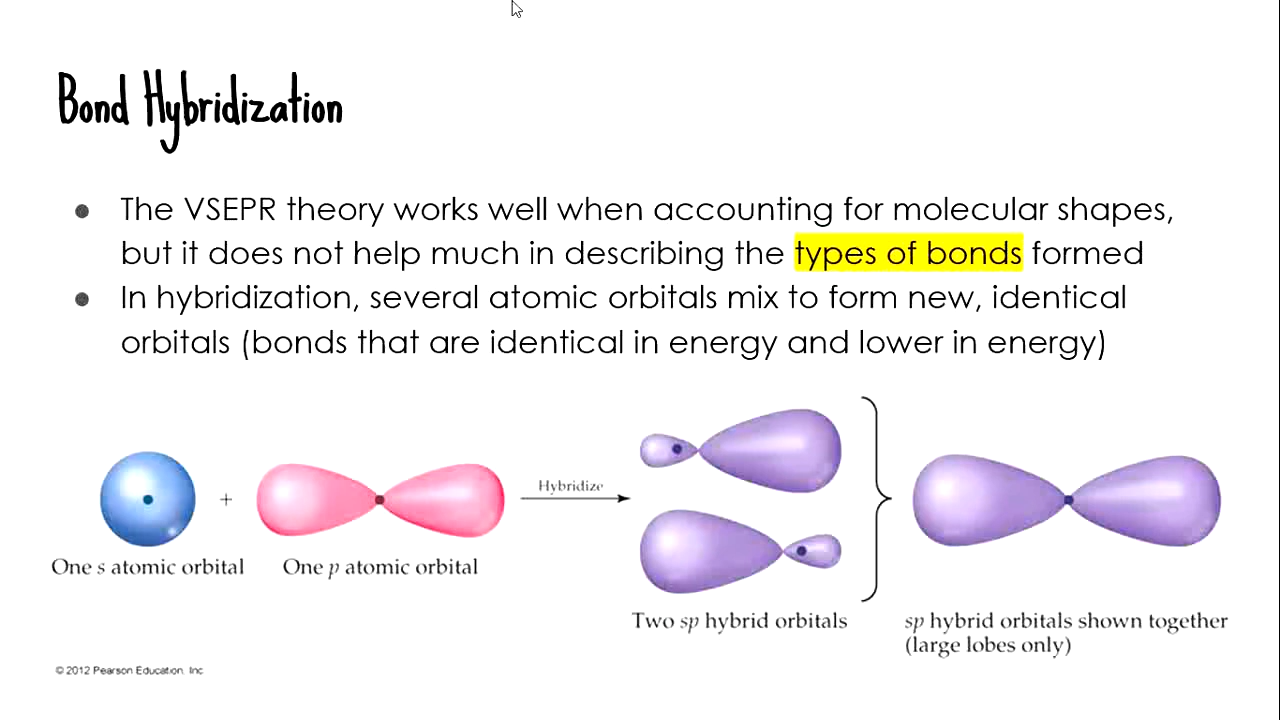 Bond Hybridization
● The VSEPR theory works well when accounting for molecular shapes,
but it does not help much in describing the types of bonds formed
● In hybridization, several atomic orbitals mix to form new, identical
orbitals (bonds that are identical in energy and lower in energy)
+
Hybridize
One s atomic orbital
One p atomic orbital
Two sp hybrid orbitals
sp hybrid orbitals shown together
(large lobes only)
© 2012 Pearson Education, Inc